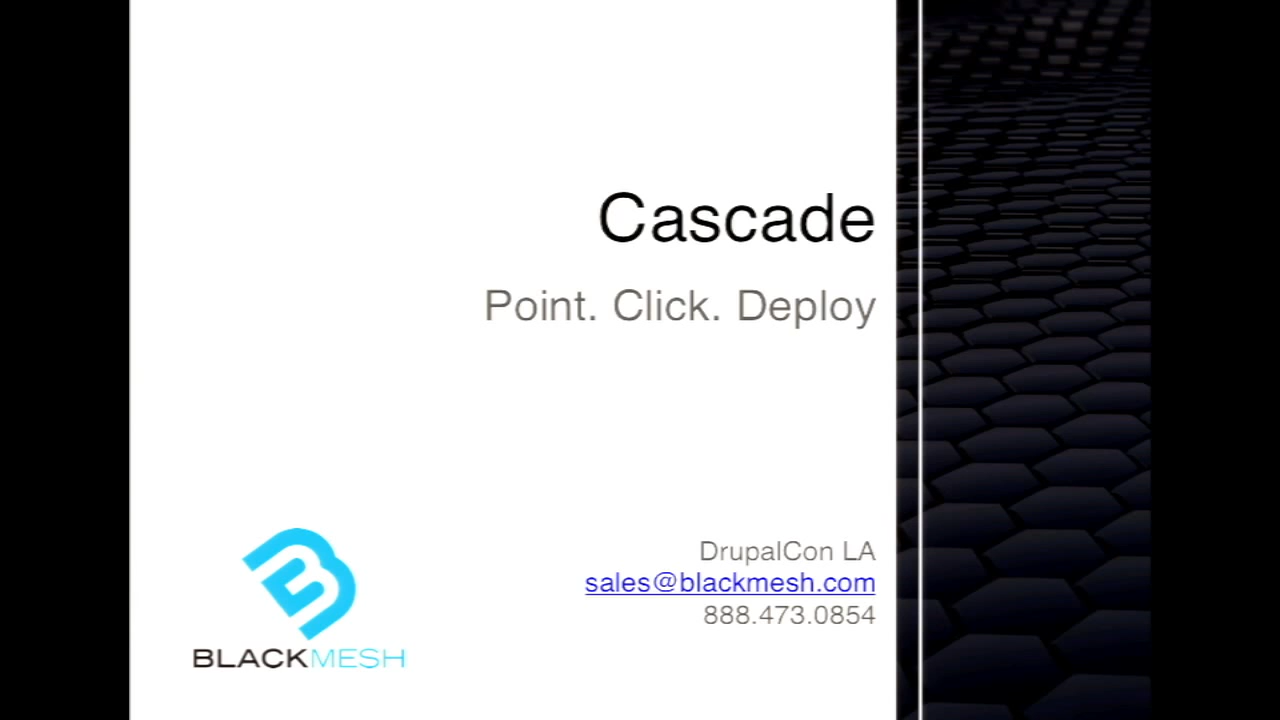 Cascade
Point. Click. Deploy
DrupalCon LA
sales@blackmesh.com
888.473.0854
BLACKMESH